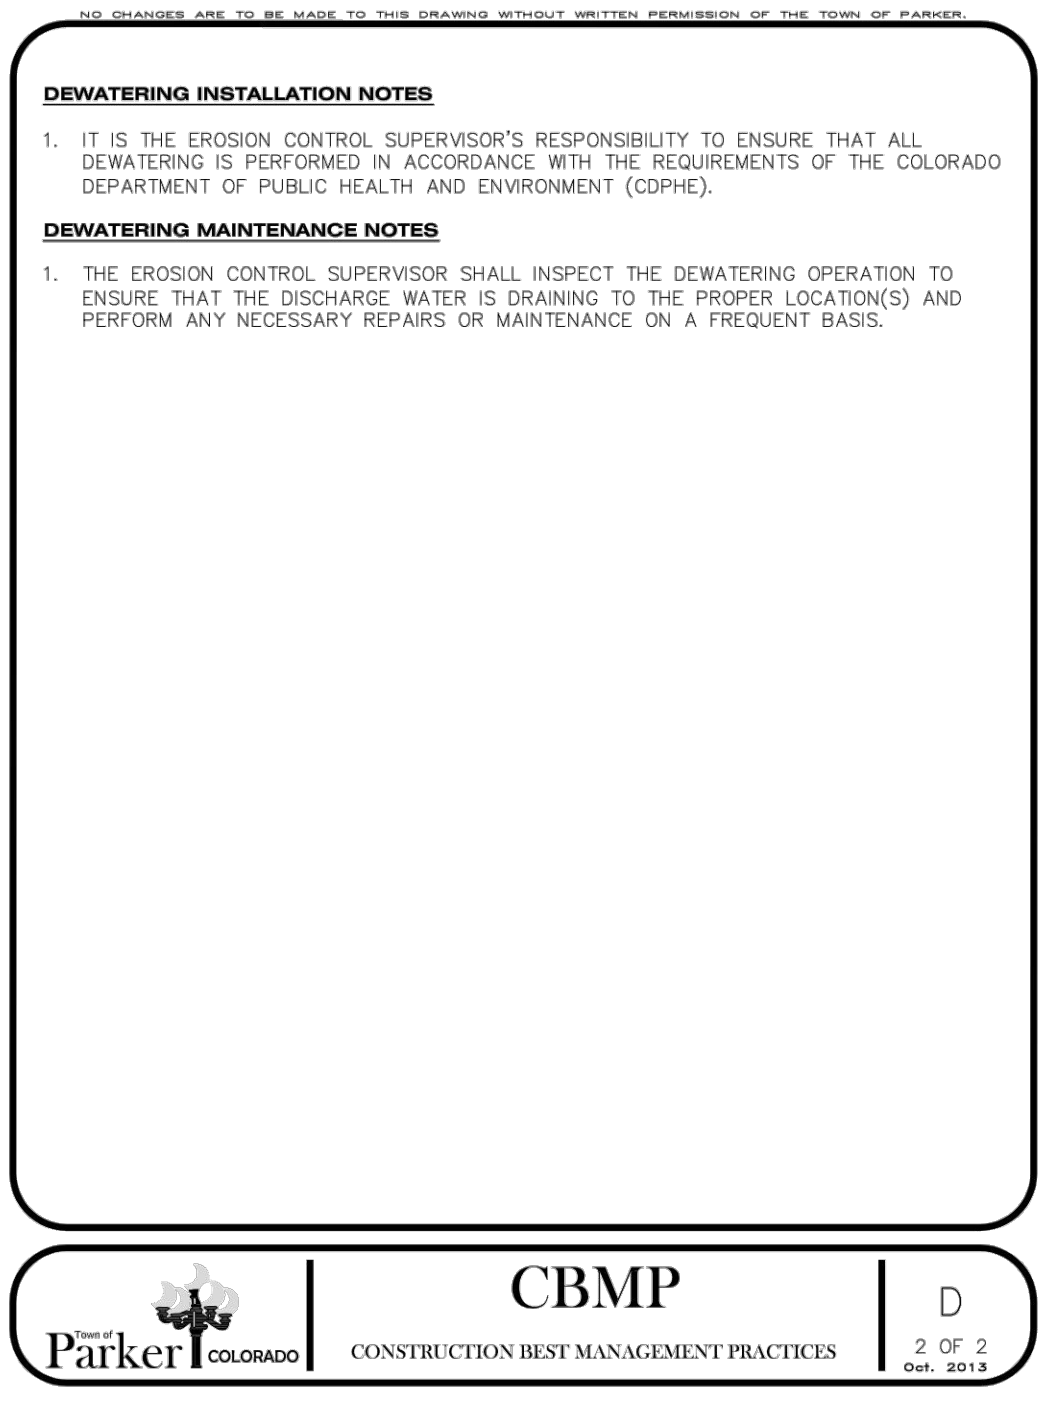 NO CHANGES ARE TO BE MADE TO THIS DRAWING WITHOUT WRITTEN PERMISSION OF THE TOWN OF PARKER.
DEWATERING INSTALLATION NOTES
1. IT IS THE EROSION CONTROL SUPERVISOR'S RESPONSIBILITY TO ENSURE THAT ALL
DEWATERING IS PERFORMED IN ACCORDANCE WITH THE REQUIREMENTS OF THE COLORADO
DEPARTMENT OF PUBLIC HEALTH AND ENVIRONMENT (CDPHE).
DEWATERING MAINTENANCE NOTES
1. THE EROSION CONTROL SUPERVISOR SHALL INSPECT THE DEWATERING OPERATION TO
ENSURE THAT THE DISCHARGE WATER IS DRAINING TO THE PROPER LOCATION(S) AND
PERFORM ANY NECESSARY REPAIRS OR MAINTENANCE ON A FREQUENT BASIS.
Town of
Parker COLORADO
CBMP
CONSTRUCTION BEST MANAGEMENT PRACTICES
D
2 OF 2
Oct. 2013